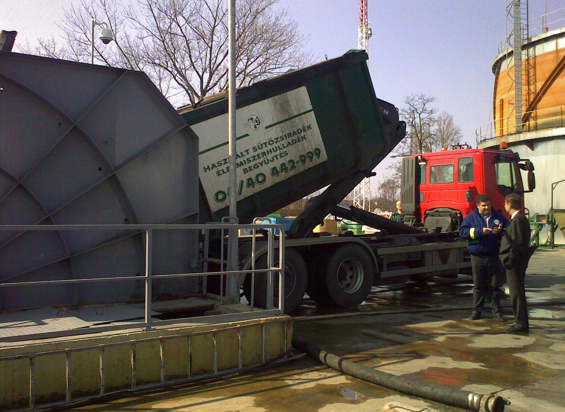 HASZNÁLT SÜTŐZSIRADÉK
ÉLELMISZERHULLADÉK
BEGYŰJTÉS
06/40 442-999